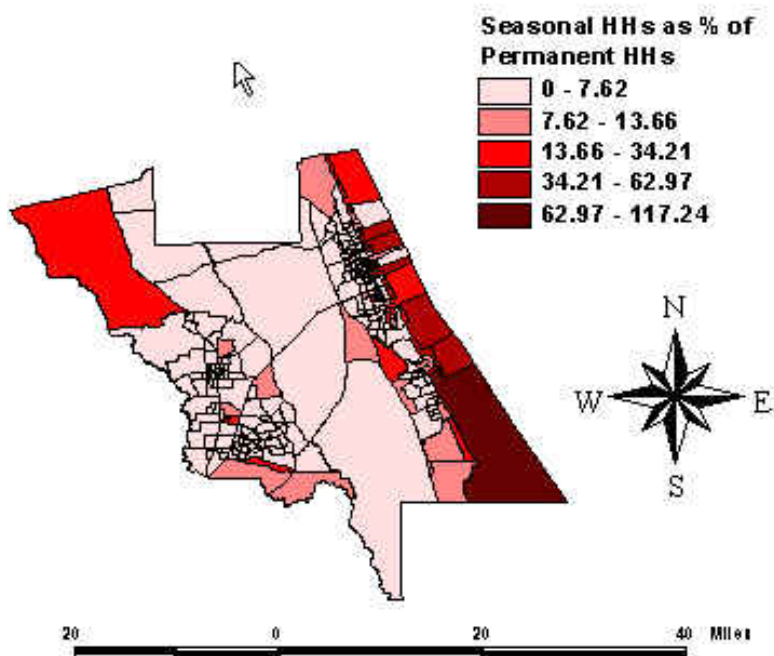 Seasonal HHs as % of
Permanent HHs
0 - 7.62
7.62 - 13.66
13.66 - 34.21
34.21 - 62.97
62.97 - 117.24
N
W E
S
20 0 20 40 Miles